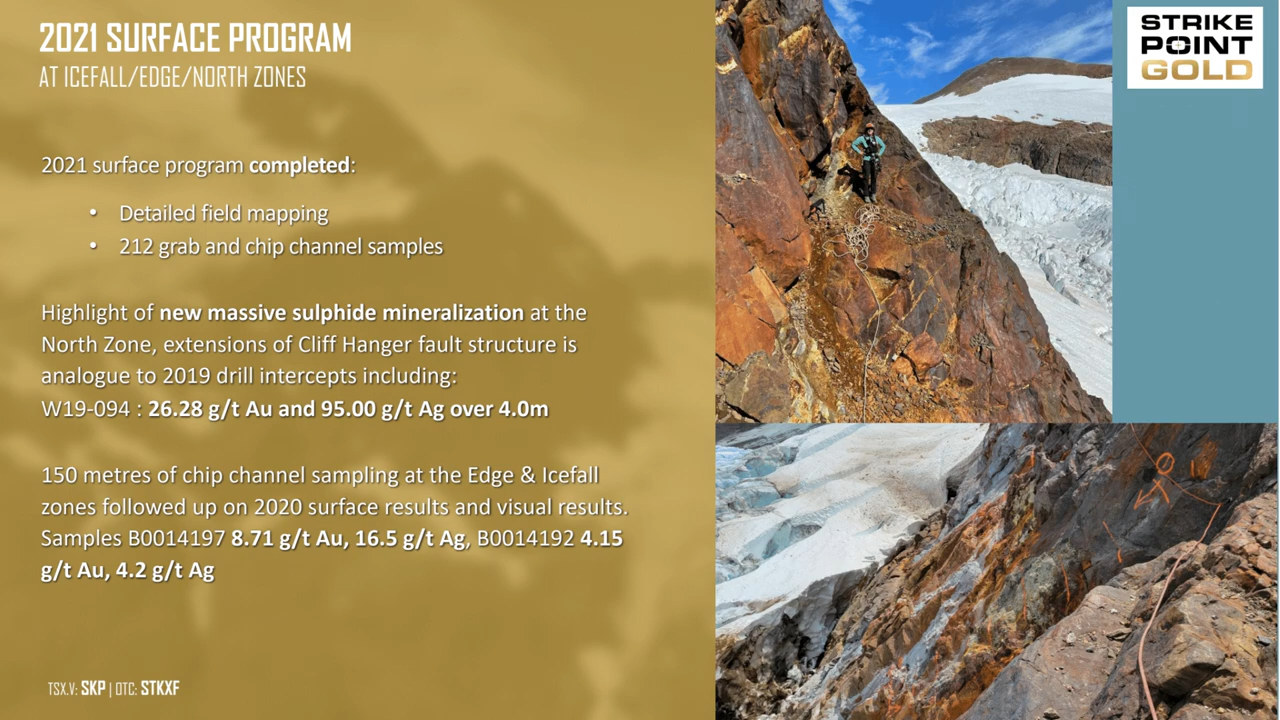 2021 SURFACE PROGRAM
AT ICEFALL/EDGE/NORTH ZONES
STRIKE
POINT
GOLD
2021 surface program completed:
• Detailed field mapping
• 212 grab and chip channel samples
Highlight of new massive sulphide mineralization at the
North Zone, extensions of Cliff Hanger fault structure is
analogue to 2019 drill intercepts including:
W19-094 : 26.28 g/t Au and 95.00 g/t Ag over 4.0m
150 metres of chip channel sampling at the Edge & Icefall
zones followed up on 2020 surface results and visual results.
Samples B0014197 8.71 g/t Au, 16.5 g/t Ag, B0014192 4.15
g/t Au, 4.2 g/t Ag
TSX.V: SKP | OTC: STKXF